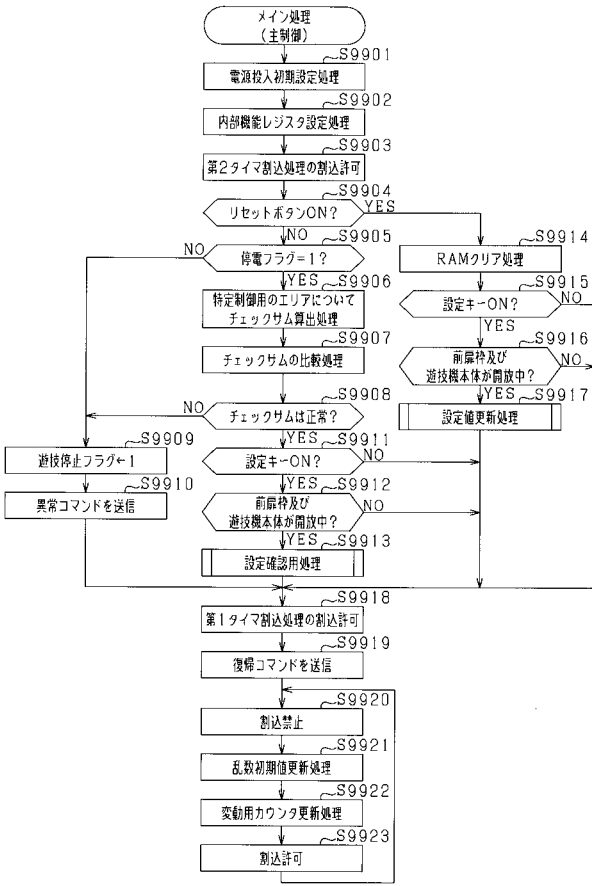 メイン処理
(主制御)
S9901
電源投入初期設定処理
S9902
内部機能レジスタ設定処理
S9903
第2タイマ割込処理の割込許可
S9904
リセットボタンON?
YES
NO
S9905
停電フラグ=1?
NO
YES
S9906
特定制御用のエリアについて
チェックサム算出処理
S9907
チェックサムの比較処理
S9908
チェックサムは正常?
NO
YES
S9909
遊技停止フラグ←1
S9910
異常コマンドを送信
S9911
設定キーON?
NO
YES
S9912
前扉枠及び
遊技機本体が開放中?
NO
YES
S9913
設定確認用処理
S9914
RAMクリア処理
S9915
設定キーON?
NO
YES
S9916
前扉枠及び
遊技機本体が開放中?
NO
YES
S9917
設定値更新処理
S9918
第1タイマ割込処理の割込許可
S9919
復帰コマンドを送信
S9920
割込禁止
S9921
乱数初期値更新処理
S9922
変動用カウンタ更新処理
S9923
割込許可